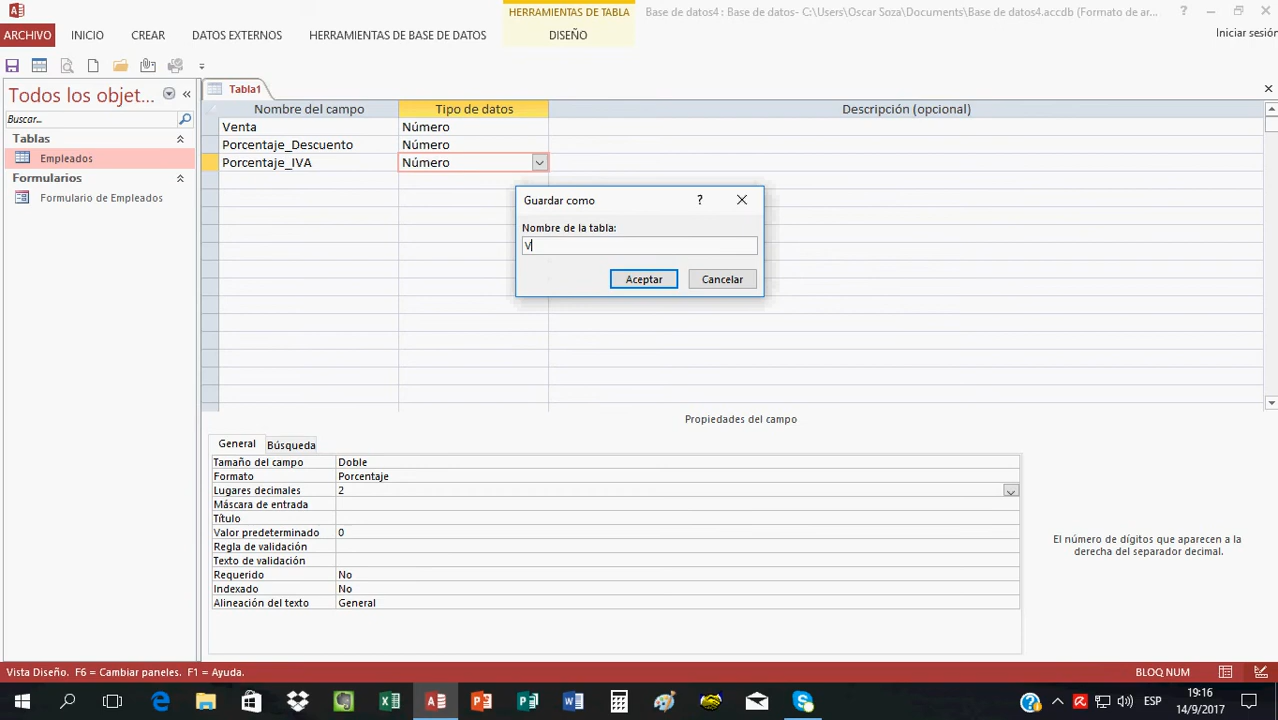 HERRAMIENTAS DE TABLA
Base de datos4 : Base de datos- C:\Users\Oscar Soza\Documents\Base de datos4.accdb (Formato de ar...
ARCHIVO INICIO CREAR DATOS EXTERNOS HERRAMIENTAS DE BASE DE DATOS DISEÑO Iniciar sesión
Todos los objet...
Buscar...
Tablas
Empleados
Formularios
Formulario de Empleados
Tabla1
Nombre del campo Tipo de datos Descripción (opcional)
Venta Número
Porcentaje_Descuento Número
Porcentaje_IVA Número
Guardar como ?
Nombre de la tabla:
V
Aceptar Cancelar
Propiedades del campo
General Búsqueda
Tamaño del campo Doble
Formato Porcentaje
Lugares decimales 2
Máscara de entrada
Título
Valor predeterminado 0
Regla de validación
Texto de validación
Requerido No
Indexado No
Alineación del texto General
El número de dígitos que aparecen a la
derecha del separador decimal.
Vista Diseño. F6 = Cambiar paneles. F1 = Ayuda. BLOQ NUM
ESP
19:16
14/9/2017